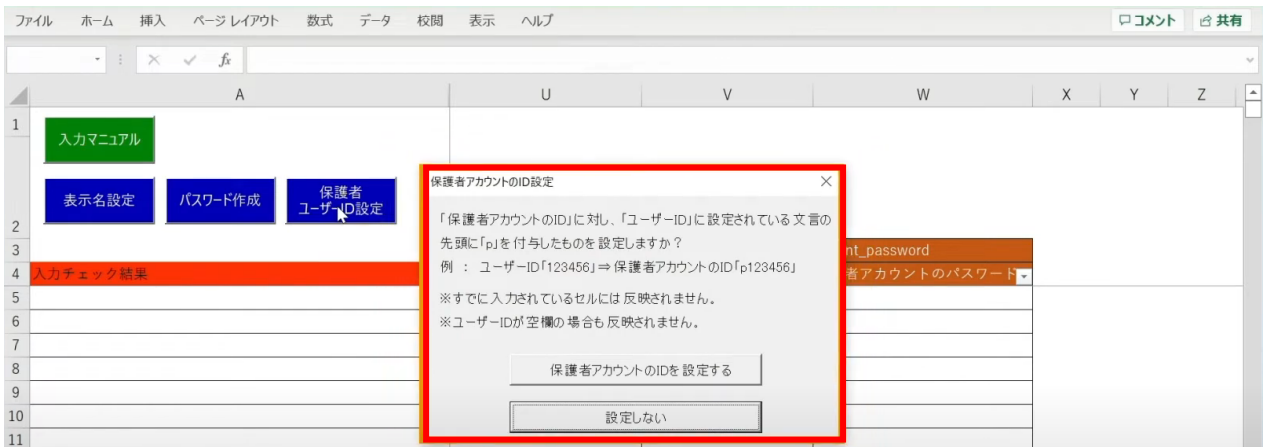 ファイル ホーム 挿入 ページ レイアウト 数式 データ 校閲 表示 ヘルプ コメント 共有
fx
A U V W X Y Z
1
入力マニュアル
表示名設定 パスワード作成 保護者
ユーザーID設定
2
保護者アカウントのID設定
「保護者アカウントのID」に対し、「ユーザーID」に設定されている文言の
先頭に「p」を付与したものを設定しますか？
例 ： ユーザーID「123456」⇒保護者アカウントのID「p123456」
※すでに入力されているセルには反映されません。
※ユーザーIDが空欄の場合も反映されません。
保護者アカウントのIDを設定する
設定しない
3 nt_password
4 入力チェック結果 者アカウントのパスワード
5
6
7
8
9
10
11